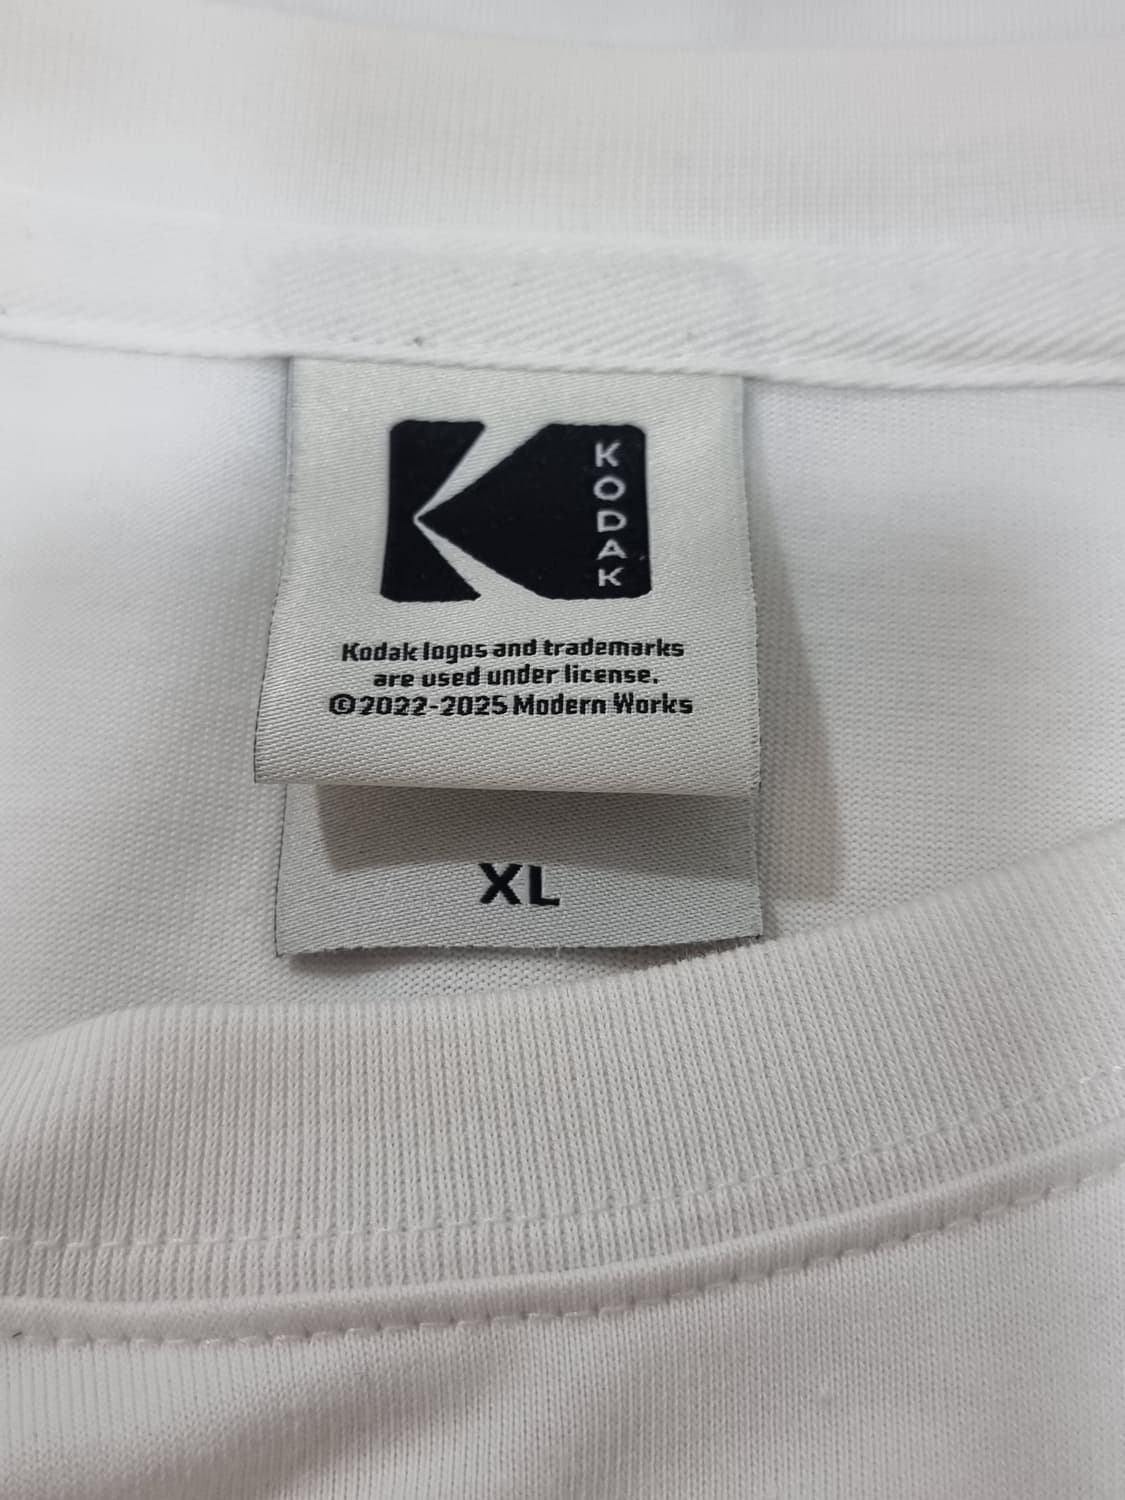 KODAK
Kodak logos and trademarks
are used under license.
©2022-2025 Modern Works
XL